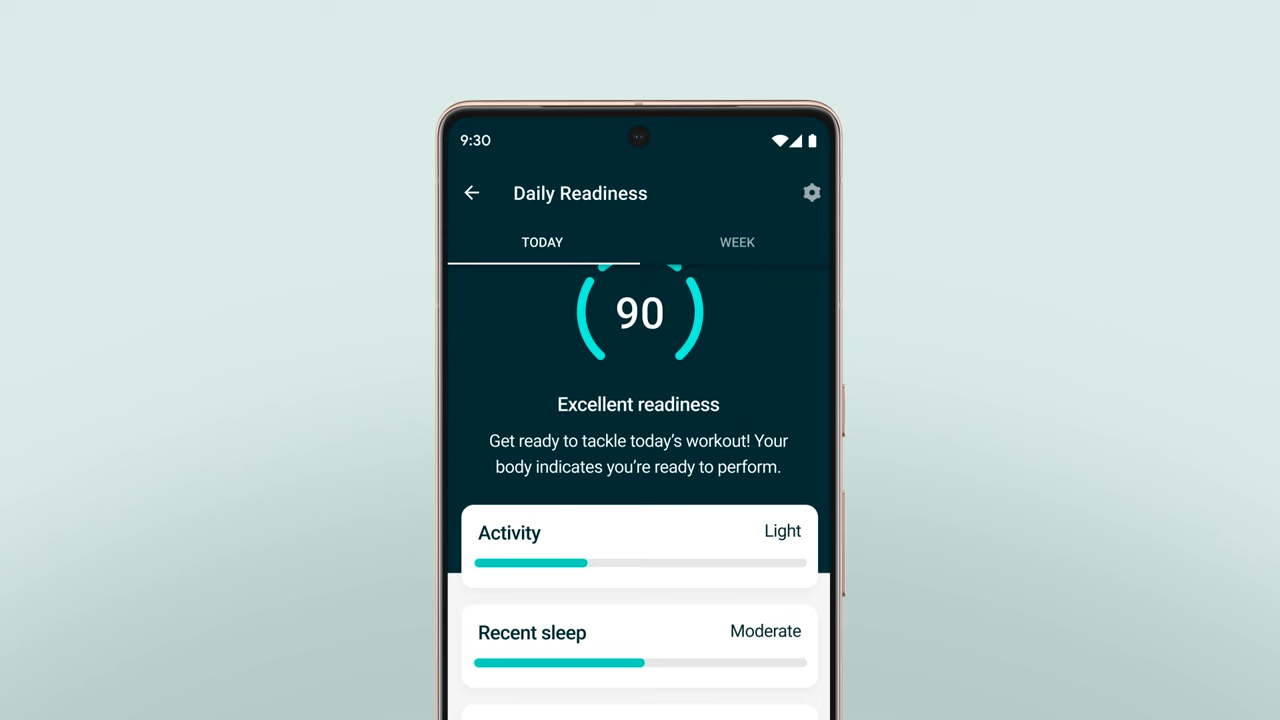 9:30
Daily Readiness
TODAY
WEEK
90
Excellent readiness
Get ready to tackle today's workout! Your
body indicates you're ready to perform.
Activity
Light
Recent sleep
Moderate